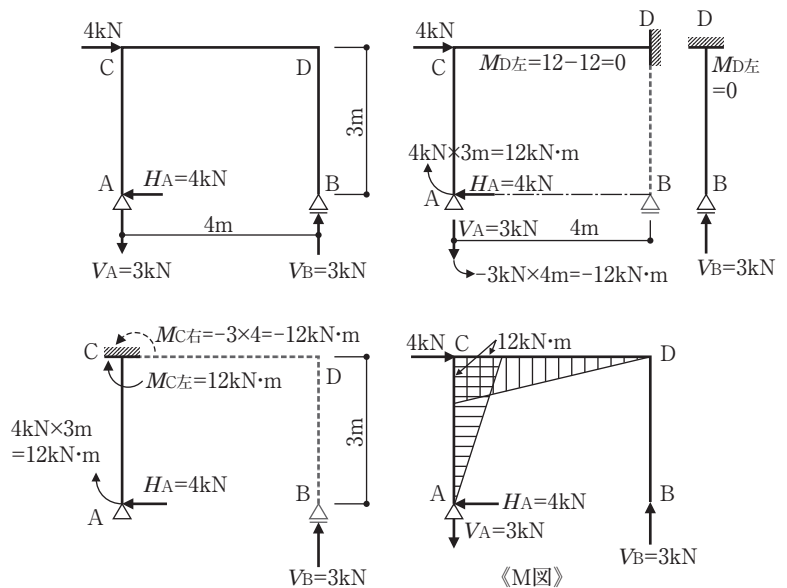 4kN
C
D
3m
A
HA=4kN
B
4m
VA=3kN
VB=3kN
4kN
D
C
MD左=12−12=0
4kN×3m=12kN·m
HA=4kN
A
B
VA=3kN
4m
−3kN×4m=−12kN·m
D
MD左
=0
B
VB=3kN
MC右=−3×4=−12kN·m
C
MC左=12kN·m
D
4kN×3m
=12kN·m
3m
HA=4kN
A
B
VB=3kN
4kN
C
12kN·m
D
A
HA=4kN
B
VA=3kN
VB=3kN
《M図》